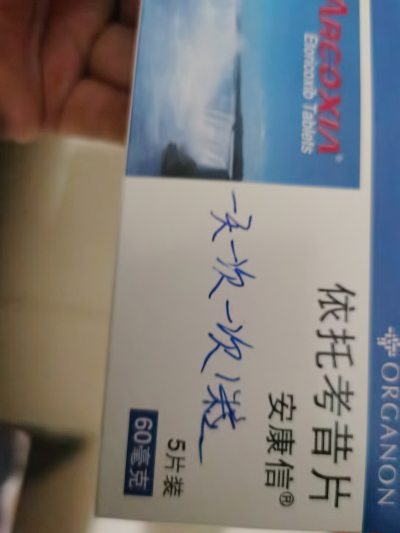 ARCOXIA®
Etoricoxib Tablets
一天一次一次1粒
依托考昔片
安康信®
5片装
60毫克
ORGANON